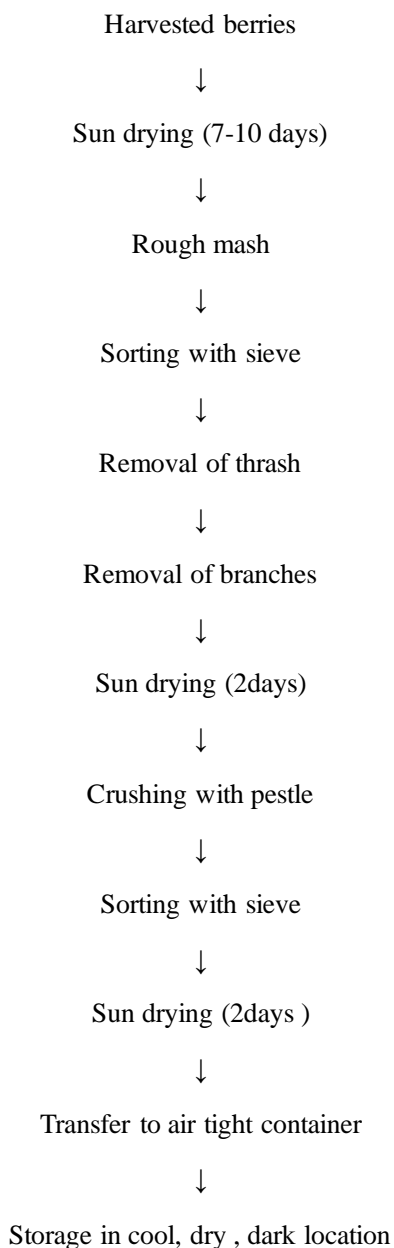 Harvested berries
↓
Sun drying (7-10 days)
↓
Rough mash
↓
Sorting with sieve
↓
Removal of thrash
↓
Removal of branches
↓
Sun drying (2days)
↓
Crushing with pestle
↓
Sorting with sieve
↓
Sun drying (2days )
↓
Transfer to air tight container
↓
Storage in cool, dry , dark location